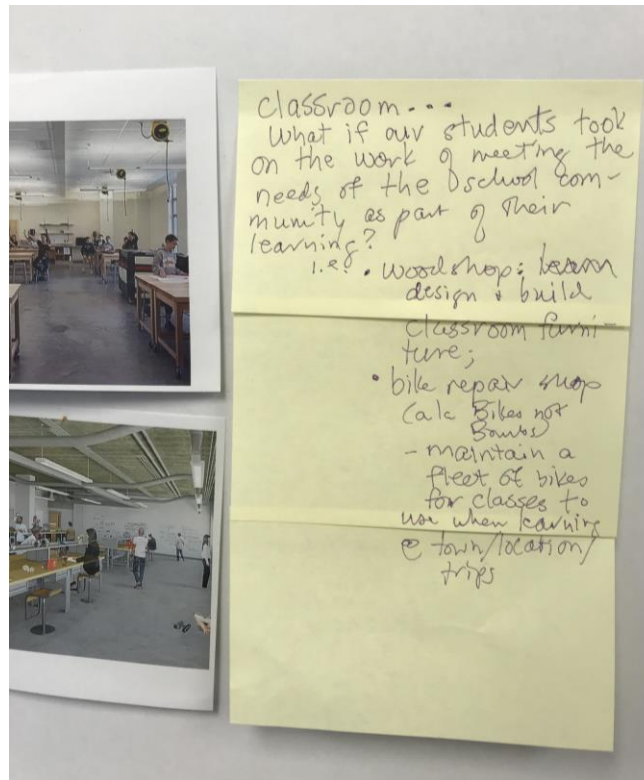 classroom...
What if our students took
on the work of meeting the
needs of the school com-
munity as part of their
learning?
i.e. • woodshop: learn
design + build
classroom furni-
ture;
• bike repair shop
(a la Bikes not
Bombs)
- maintain a
fleet of bikes
for classes to
use when learning
@ town/location/
trips